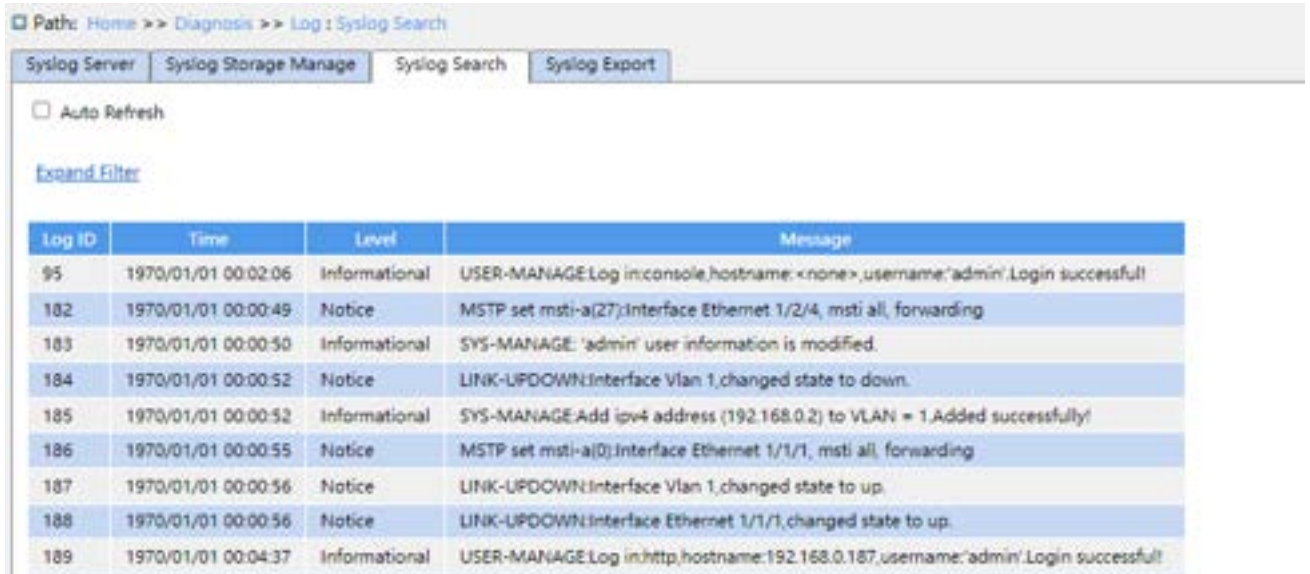 Path: Home >> Diagnosis >> Log : Syslog Search
Syslog Server Syslog Storage Manage Syslog Search Syslog Export
Auto Refresh
Expand Filter
Log ID Time Level Message
95 1970/01/01 00:02:06 Informational USER-MANAGE:Log in:console,hostname:<none>,username:'admin'.Login successful!
182 1970/01/01 00:00:49 Notice MSTP set msti-a(27):Interface Ethernet 1/2/4, msti all, forwarding
183 1970/01/01 00:00:50 Informational SYS-MANAGE: 'admin' user information is modified.
184 1970/01/01 00:00:52 Notice LINK-UPDOWN:Interface Vlan 1,changed state to down.
185 1970/01/01 00:00:52 Informational SYS-MANAGE:Add ipv4 address (192.168.0.2) to VLAN = 1.Added successfully!
186 1970/01/01 00:00:55 Notice MSTP set msti-a(0):Interface Ethernet 1/1/1, msti all, forwarding
187 1970/01/01 00:00:56 Notice LINK-UPDOWN:Interface Vlan 1,changed state to up.
188 1970/01/01 00:00:56 Notice LINK-UPDOWN:Interface Ethernet 1/1/1,changed state to up.
189 1970/01/01 00:04:37 Informational USER-MANAGE:Log in:http,hostname:192.168.0.187,username:'admin'.Login successful!